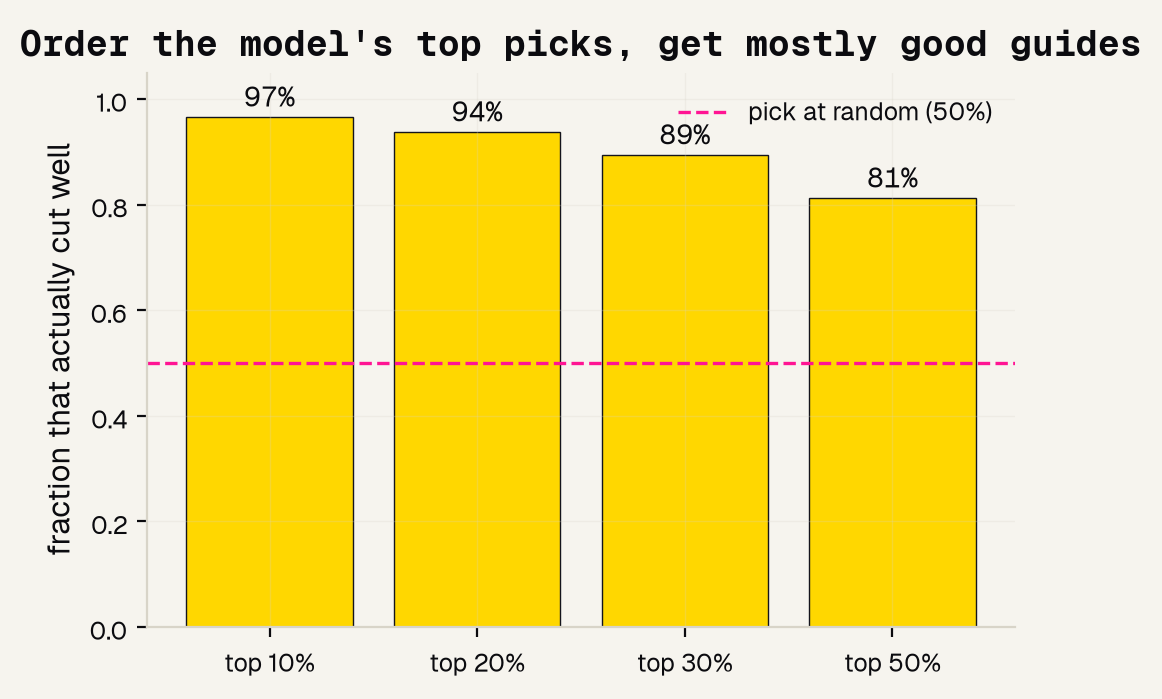 Order the model's top picks, get mostly good guides
97%
94%
89%
81%
pick at random (50%)
fraction that actually cut well
1.0
0.8
0.6
0.4
0.2
0.0
top 10%
top 20%
top 30%
top 50%